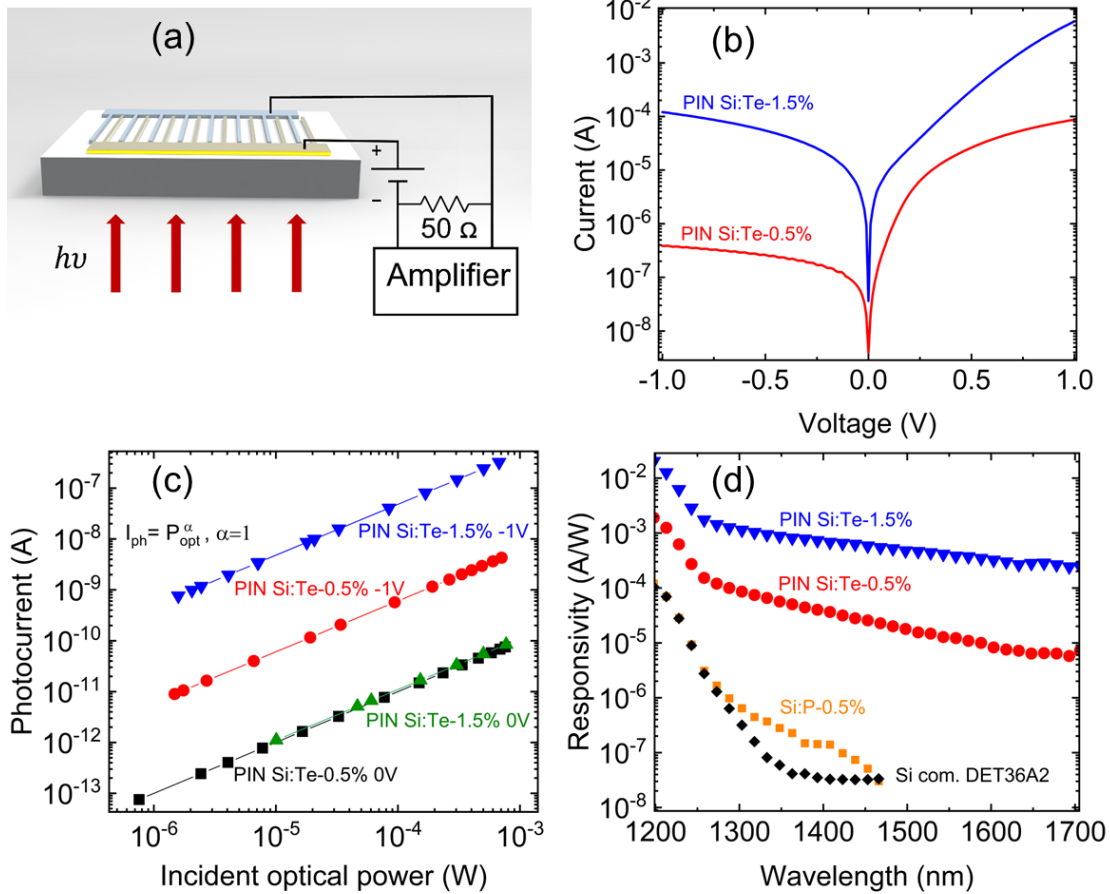 (a)
hυ
+
−
50 Ω
Amplifier
(b)
Current (A)
10⁻²
10⁻³
10⁻⁴
10⁻⁵
10⁻⁶
10⁻⁷
10⁻⁸
PIN Si:Te-1.5%
PIN Si:Te-0.5%
-1.0 -0.5 0.0 0.5 1.0
Voltage (V)
(c)
Photocurrent (A)
10⁻⁷
10⁻⁸
10⁻⁹
10⁻¹⁰
10⁻¹¹
10⁻¹²
10⁻¹³
I_ph= P_opt^α, α=1
PIN Si:Te-1.5% -1V
PIN Si:Te-0.5% -1V
PIN Si:Te-1.5% 0V
PIN Si:Te-0.5% 0V
10⁻⁶ 10⁻⁵ 10⁻⁴ 10⁻³
Incident optical power (W)
(d)
Responsivity (A/W)
10⁻²
10⁻³
10⁻⁴
10⁻⁵
10⁻⁶
10⁻⁷
10⁻⁸
PIN Si:Te-1.5%
PIN Si:Te-0.5%
Si:P-0.5%
Si com. DET36A2
1200 1300 1400 1500 1600 1700
Wavelength (nm)